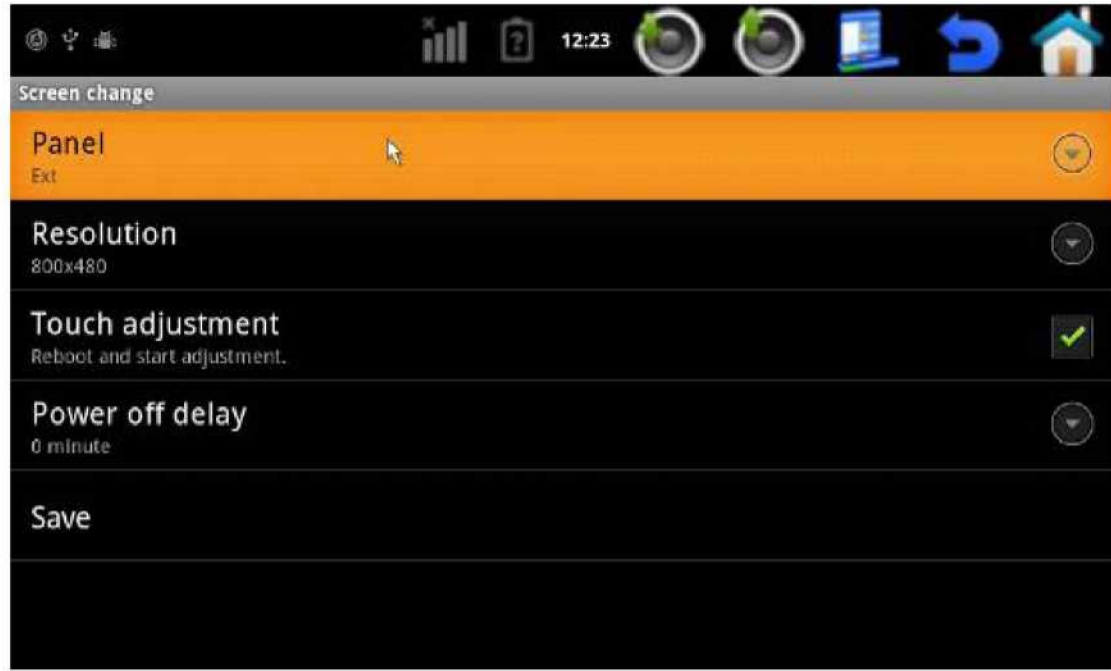 12:23
Screen change
Panel
Ext
Resolution
800x480
Touch adjustment
Reboot and start adjustment.
Power off delay
0 minute
Save